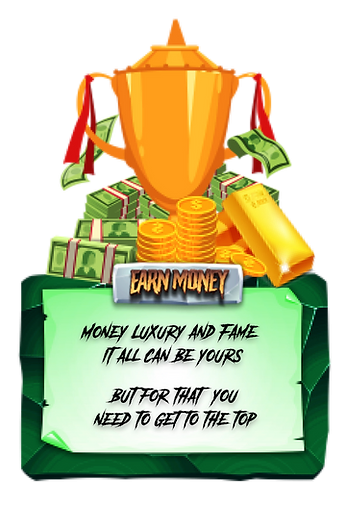 EARN MONEY
MONEY LUXURY AND FAME
IT ALL CAN BE YOURS
BUT FOR THAT YOU
NEED TO GET TO THE TOP